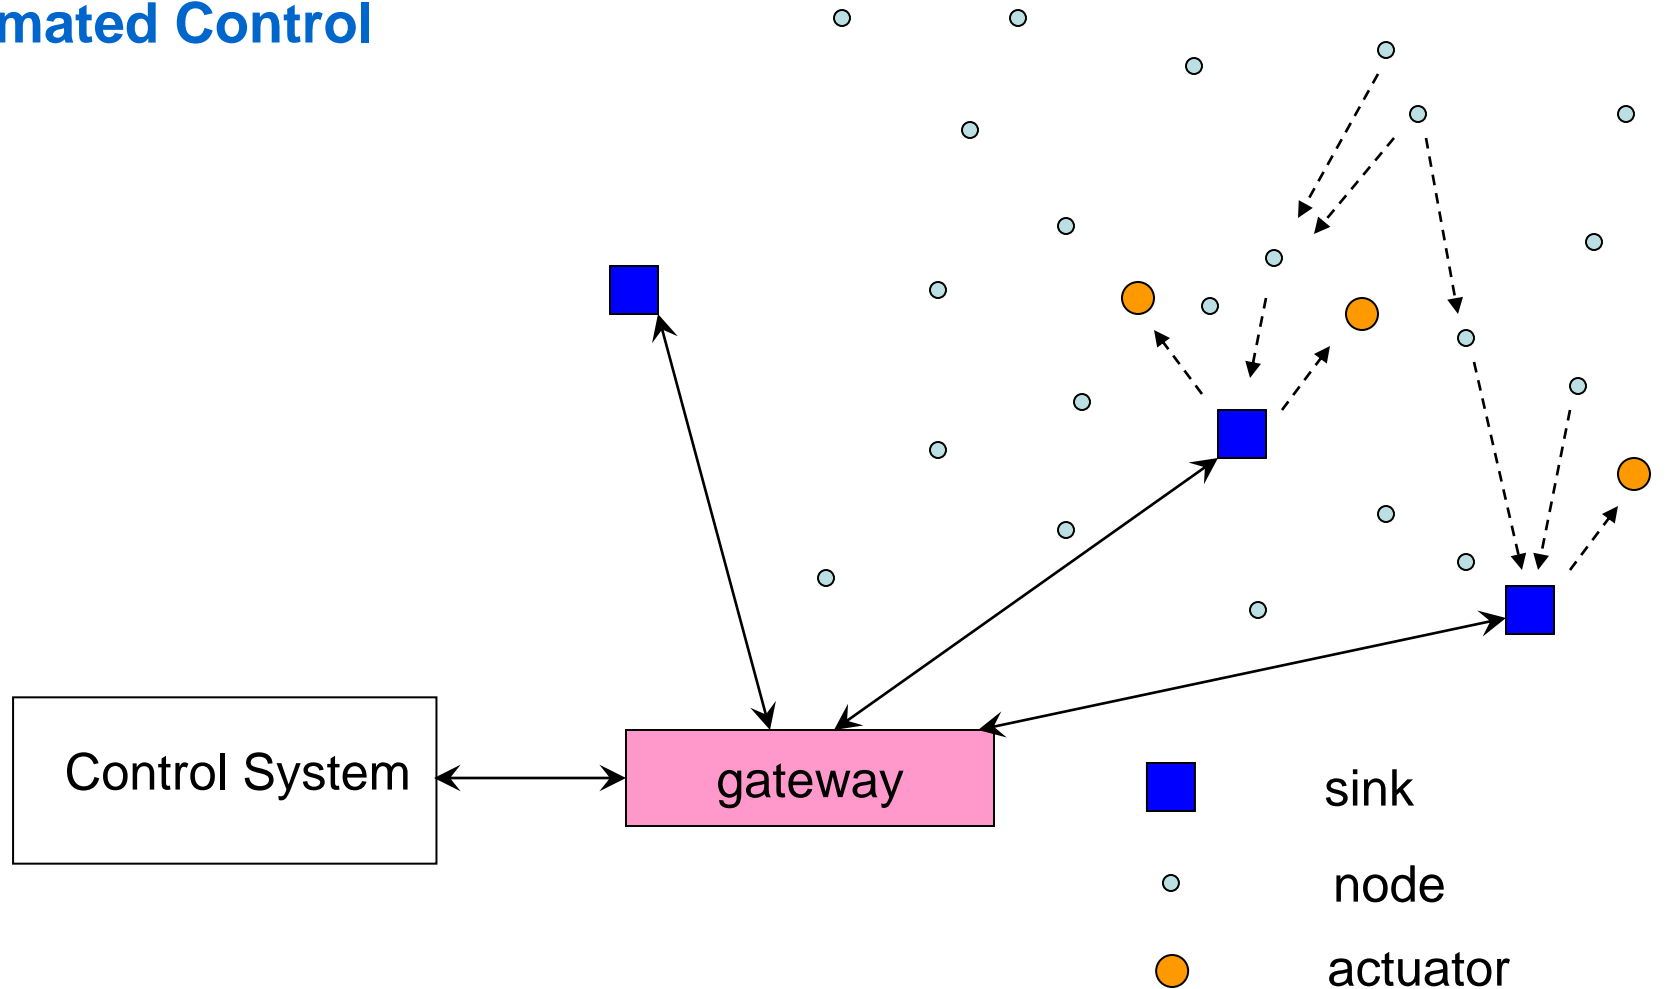 mated Control
Control System
gateway
sink
node
actuator